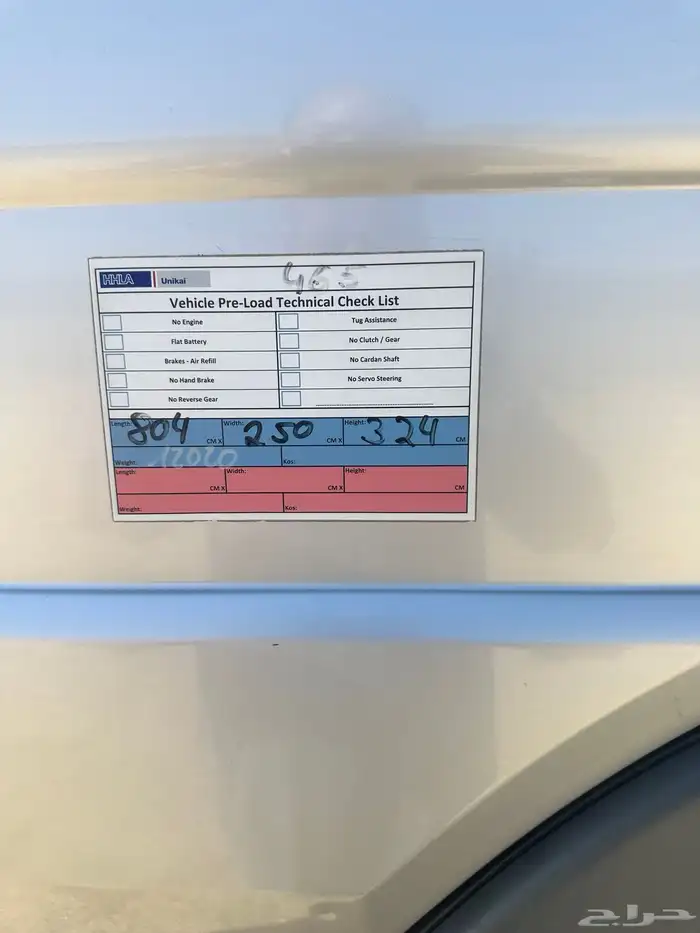 HHLA Unikai 465
Vehicle Pre-Load Technical Check List
No Engine Tug Assistance
Flat Battery No Clutch / Gear
Brakes - Air Refill No Cardan Shaft
No Hand Brake No Servo Steering
No Reverse Gear
Length: 804 CM X Width: 250 CM X Height: 324 CM
Weight: 12020 Kos:
Length: CM X Width: CM X Height: CM
Weight: Kos:
حراج